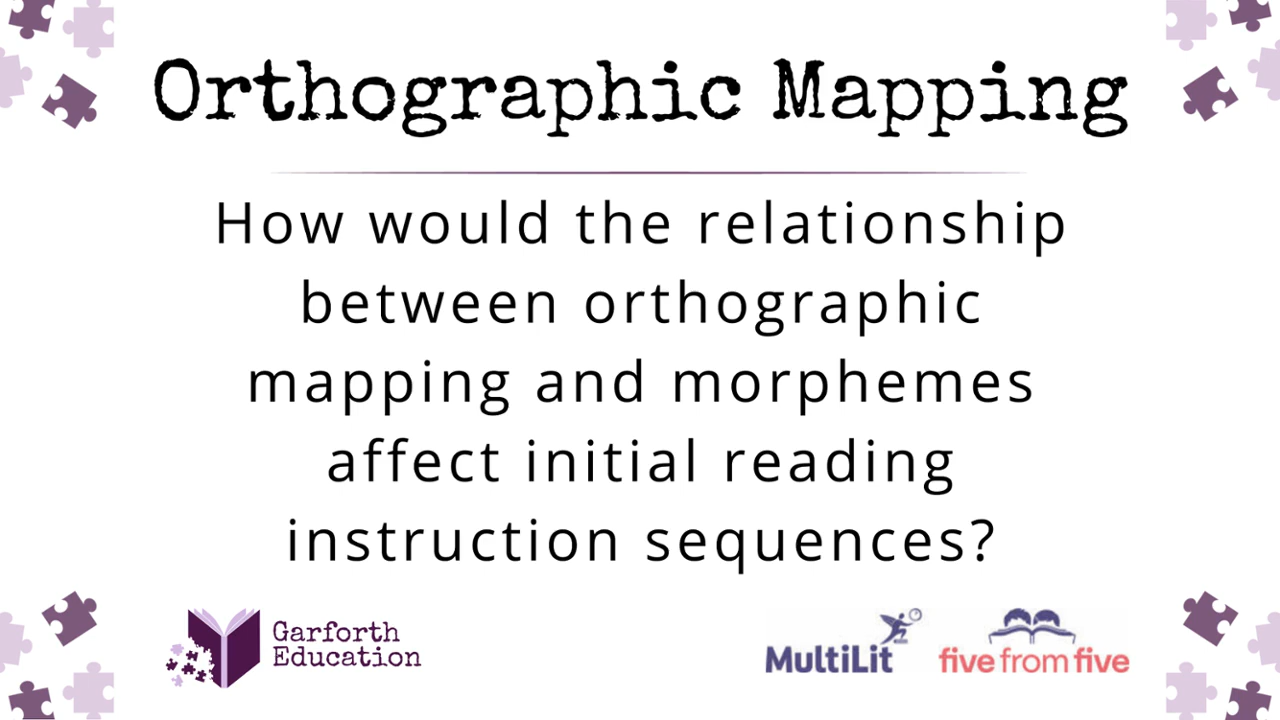 Orthographic Mapping
How would the relationship
between orthographic
mapping and morphemes
affect initial reading
instruction sequences?
Garforth
Education
MultiLit
five from five